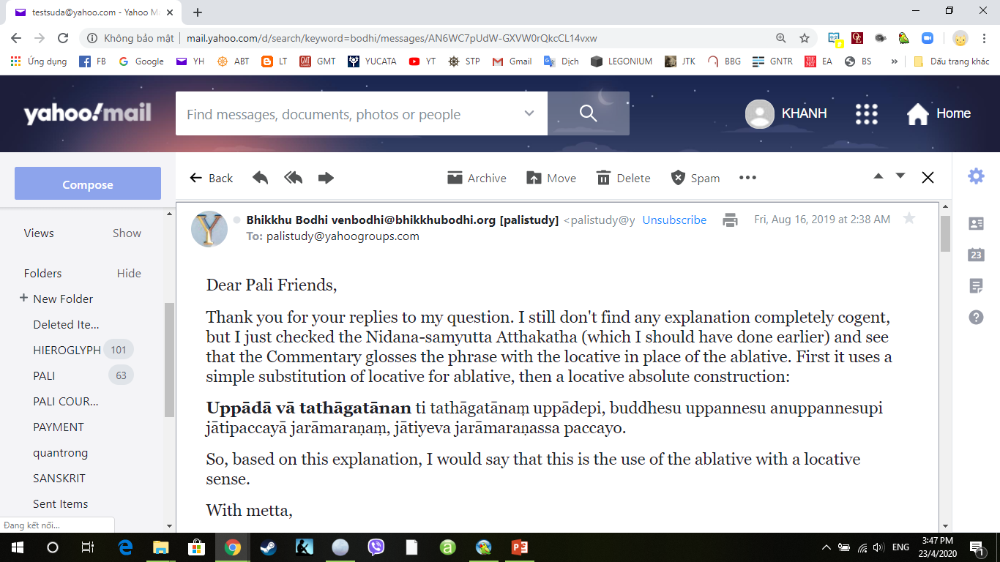 testsuda@yahoo.com - Yahoo M
Không bảo mật
mail.yahoo.com/d/search/keyword=bodhi/messages/AN6WC7pUdW-GXVW0rQkcCL14vxw
Ứng dụng FB Google YH ABT LT GMT YUCATA YT STP Gmail Dịch LEGONIUM JTK BBG GNTR EA BS » Dấu trang khác
yahoo!mail
Find messages, documents, photos or people
KHANH
Home
Compose
Back
Archive Move Delete Spam
Views Show
Folders Hide
+ New Folder
Deleted Ite...
HIEROGLYPH 101
PALI 63
PALI COUR...
PAYMENT
quantrong
SANSKRIT
Sent Items
Đang kết nối...
Bhikkhu Bodhi venbodhi@bhikkhubodhi.org [palistudy] <palistudy@y Unsubscribe Fri, Aug 16, 2019 at 2:38 AM
To: palistudy@yahoogroups.com
Dear Pali Friends,
Thank you for your replies to my question. I still don't find any explanation completely cogent,
but I just checked the Nidana-samyutta Atthakatha (which I should have done earlier) and see
that the Commentary glosses the phrase with the locative in place of the ablative. First it uses a
simple substitution of locative for ablative, then a locative absolute construction:
Uppādā vā tathāgatānan ti tathāgatānaṃ uppādepi, buddhesu uppannesu anuppannesupi
jātipaccayā jarāmaraṇaṃ, jātiyeva jarāmaraṇassa paccayo.
So, based on this explanation, I would say that this is the use of the ablative with a locative
sense.
With metta,
23
ENG
3:47 PM
23/4/2020
1